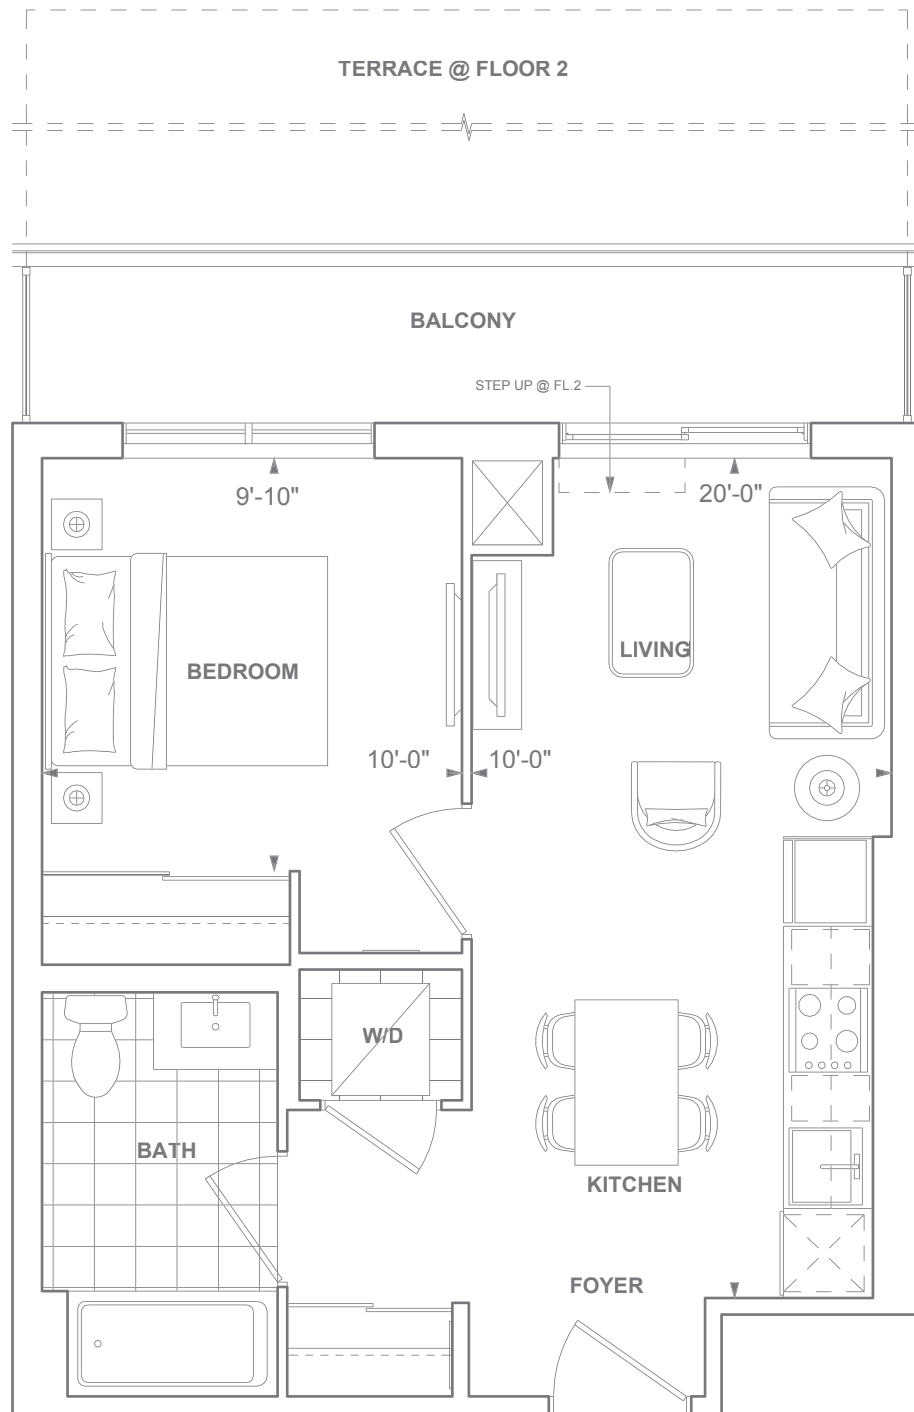 TERRACE @ FLOOR 2
BALCONY
STEP UP @ FL.2
9'-10"
20'-0"
LIVING
BEDROOM
10'-0"
10'-0"
W/D
BATH
KITCHEN
FOYER